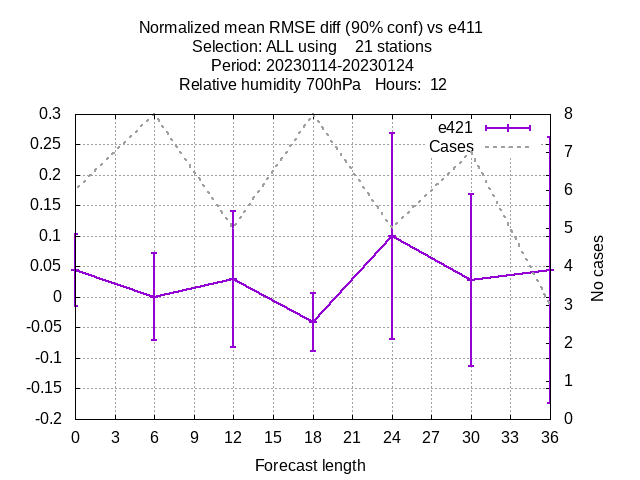 Normalized mean RMSE diff (90% conf) vs e411
Selection: ALL using    21 stations
Period: 20230114-20230124
Relative humidity 700hPa   Hours:  12
0.3
0.25
0.2
0.15
0.1
0.05
0
-0.05
-0.1
-0.15
-0.2
8
7
6
5
4
3
2
1
0
e421
Cases
No cases
0 3 6 9 12 15 18 21 24 27 30 33 36
Forecast length